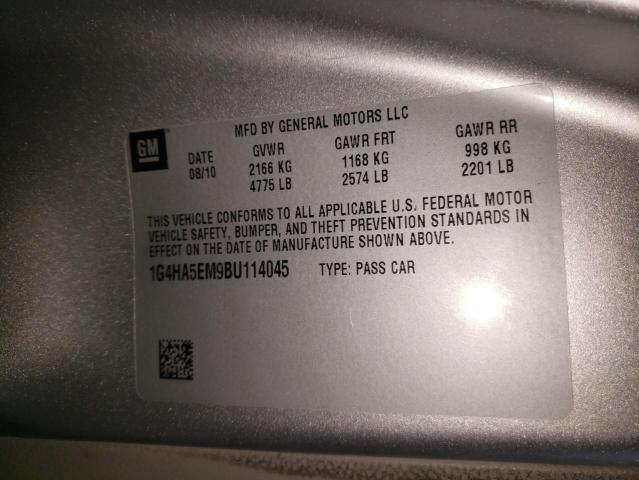 MFD BY GENERAL MOTORS LLC
GM DATE GVWR GAWR FRT GAWR RR
08/10 2166 KG 1168 KG 998 KG
4775 LB 2574 LB 2201 LB
THIS VEHICLE CONFORMS TO ALL APPLICABLE U.S. FEDERAL MOTOR
VEHICLE SAFETY, BUMPER, AND THEFT PREVENTION STANDARDS IN
EFFECT ON THE DATE OF MANUFACTURE SHOWN ABOVE.
1G4HA5EM9BU114045 TYPE: PASS CAR